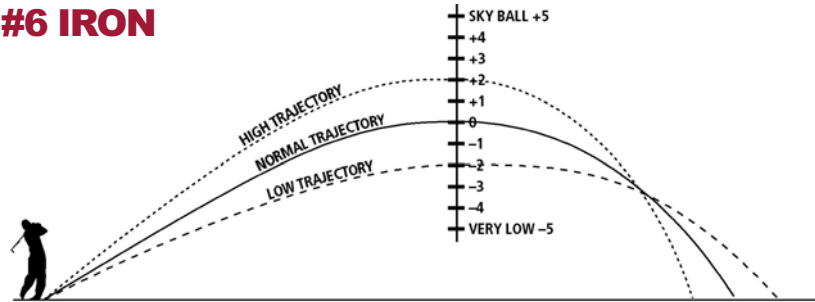 #6 IRON
SKY BALL +5
+4
+3
+2
+1
0
–1
–2
–3
–4
VERY LOW –5
HIGH TRAJECTORY
NORMAL TRAJECTORY
LOW TRAJECTORY